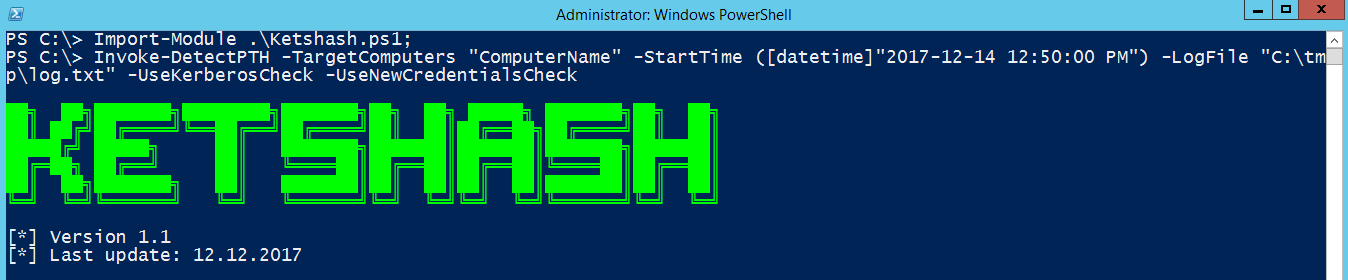 Administrator: Windows PowerShell
PS C:\> Import-Module .\Ketshash.ps1;
PS C:\> Invoke-DetectPTH -TargetComputers "ComputerName" -StartTime ([datetime]"2017-12-14 12:50:00 PM") -LogFile "C:\tm
p\log.txt" -UseKerberosCheck -UseNewCredentialsCheck
KETSHASH
[*] Version 1.1
[*] Last update: 12.12.2017